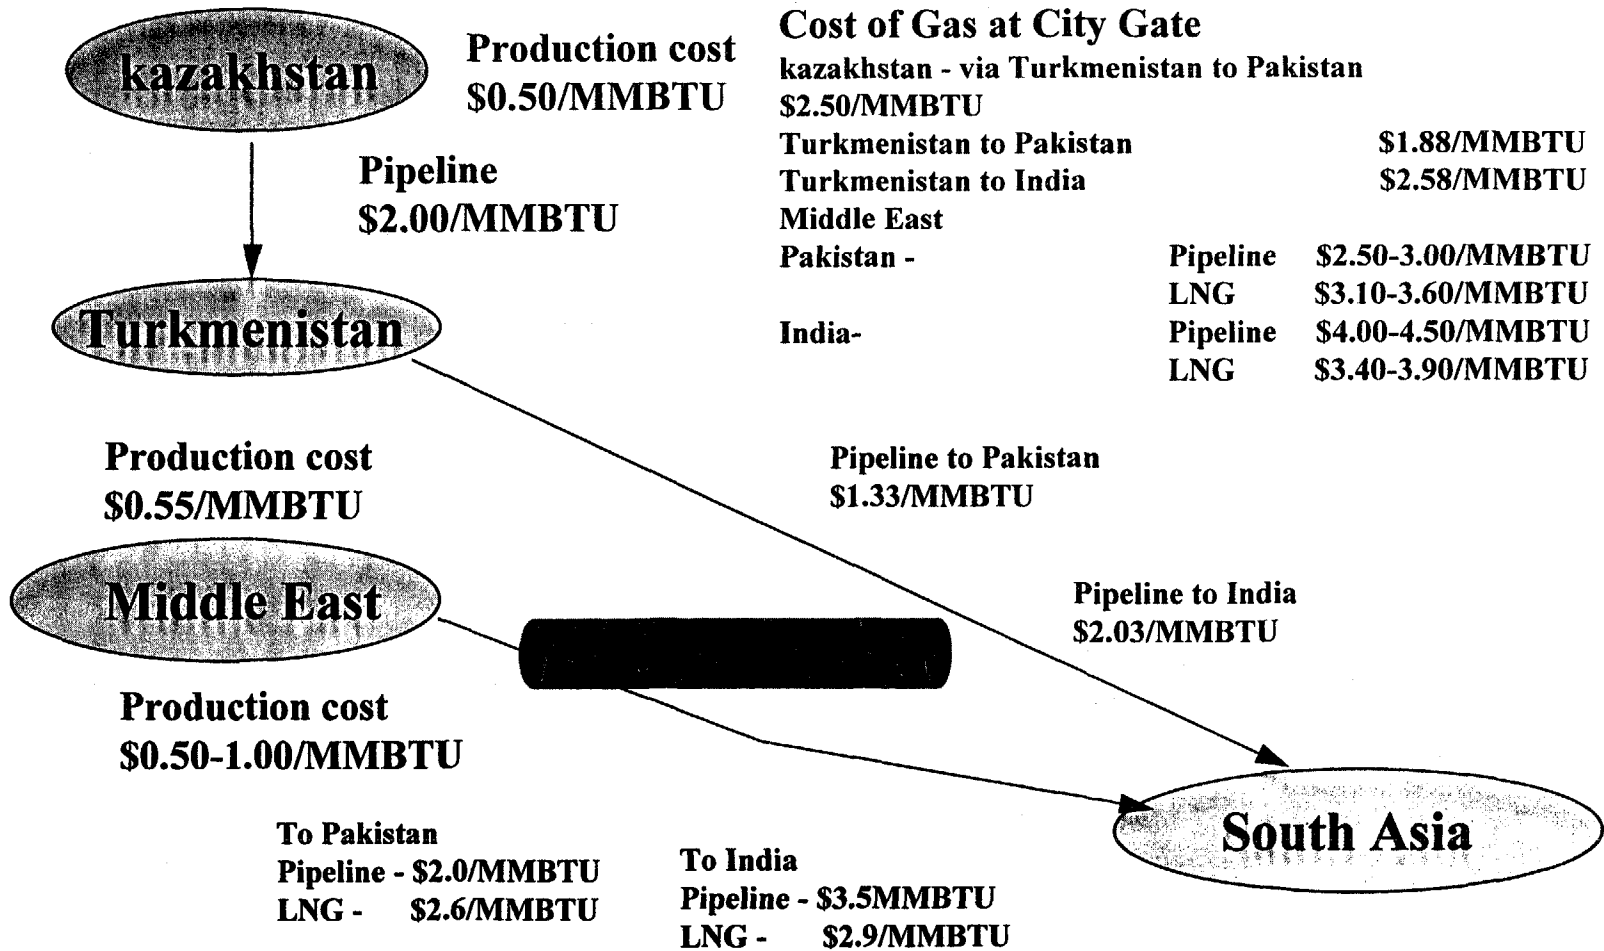 kazakhstan
Production cost
$0.50/MMBTU
Pipeline
$2.00/MMBTU
Cost of Gas at City Gate
kazakhstan - via Turkmenistan to Pakistan
$2.50/MMBTU
Turkmenistan to Pakistan $1.88/MMBTU
Turkmenistan to India $2.58/MMBTU
Middle East
Pakistan - Pipeline $2.50-3.00/MMBTU
LNG $3.10-3.60/MMBTU
India- Pipeline $4.00-4.50/MMBTU
LNG $3.40-3.90/MMBTU
Turkmenistan
Production cost
$0.55/MMBTU
Pipeline to Pakistan
$1.33/MMBTU
Pipeline to India
$2.03/MMBTU
Middle East
Production cost
$0.50-1.00/MMBTU
South Asia
To Pakistan
Pipeline - $2.0/MMBTU
LNG - $2.6/MMBTU
To India
Pipeline - $3.5MMBTU
LNG - $2.9/MMBTU